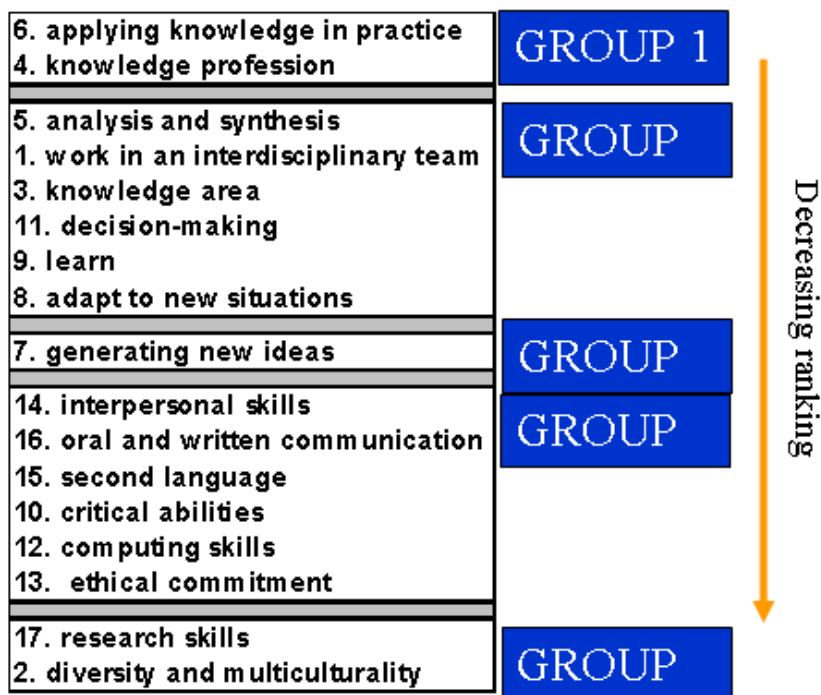 6. applying knowledge in practice
4. knowledge profession
GROUP 1
5. analysis and synthesis
1. work in an interdisciplinary team
3. knowledge area
11. decision-making
9. learn
8. adapt to new situations
GROUP
7. generating new ideas
GROUP
14. interpersonal skills
16. oral and written communication
15. second language
10. critical abilities
12. computing skills
13. ethical commitment
GROUP
17. research skills
2. diversity and multiculturality
GROUP
Decreasing ranking